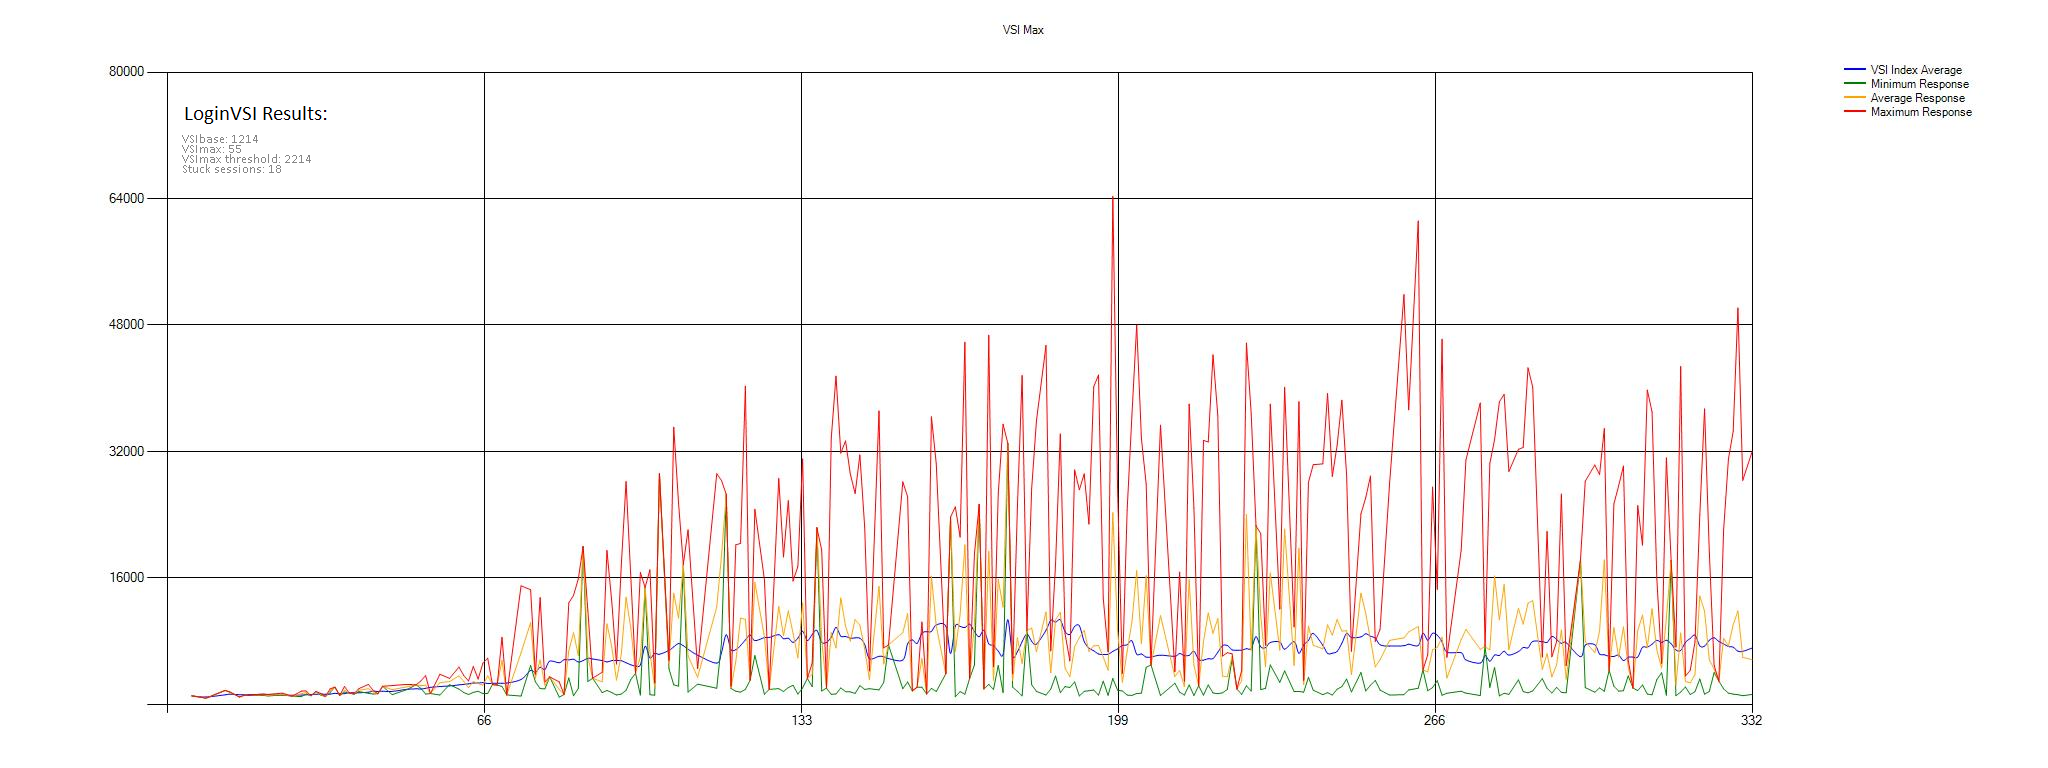 VSI Max
80000
64000
48000
32000
16000
LoginVSI Results:
VSIbase: 1214
VSImax: 55
VSImax threshold: 2214
Stuck sessions: 18
VSI Index Average
Minimum Response
Average Response
Maximum Response
66
133
199
266
332